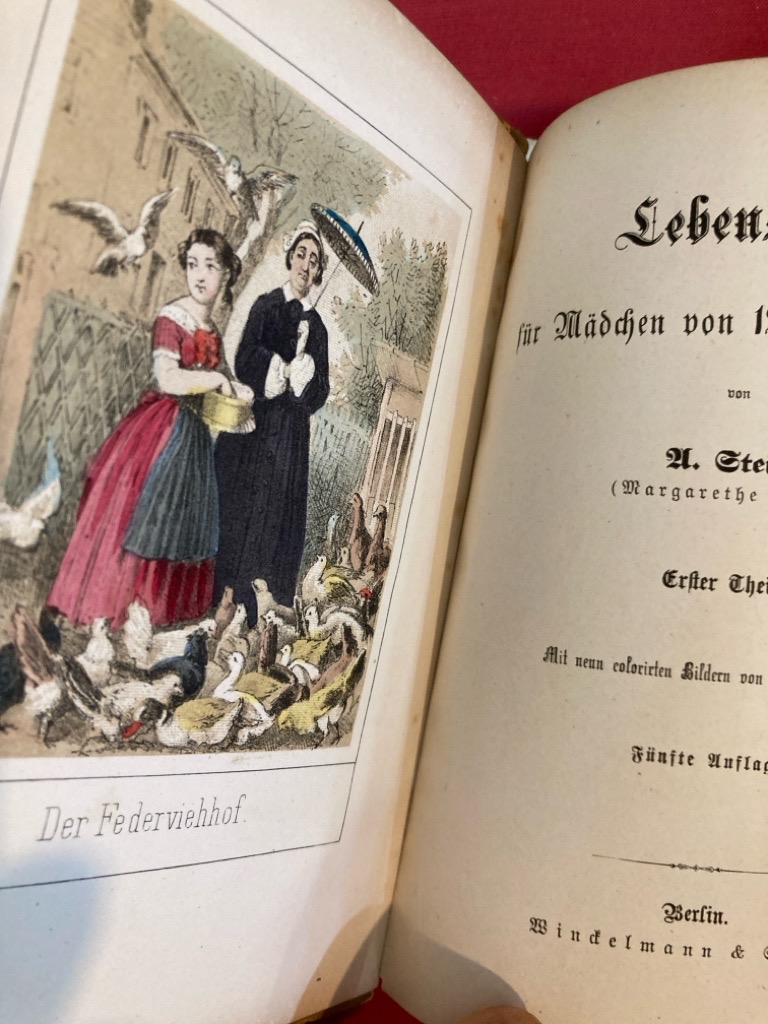 Der Federviehhof.
Lebens
für Mädchen von 1
von
A. Ste
(Margarethe
Erster Thei
Mit neun colorirten Bildern von
Fünfte Auflag
Berlin.
Winckelmann &